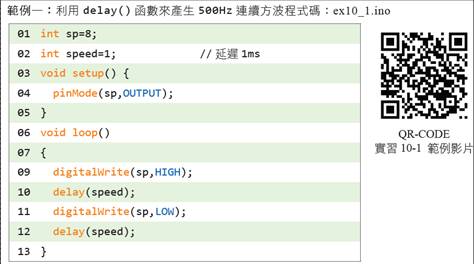 範例一：利用 delay() 函數來產生 500Hz 連續方波程式碼：ex10_1.ino
01 int sp=8;
02 int speed=1; // 延遲 1ms
03 void setup() {
04 pinMode(sp,OUTPUT);
05 }
06 void loop()
07 {
09 digitalWrite(sp,HIGH);
10 delay(speed);
11 digitalWrite(sp,LOW);
12 delay(speed);
13 }
QR-CODE
實習 10-1 範例影片